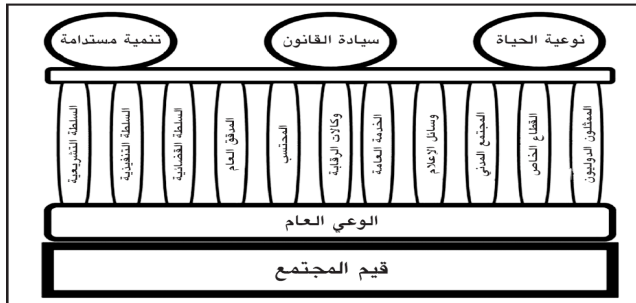 نوعية الحياة
سيادة القانون
تنمية مستدامة
الممثلون الدوليون
القطاع الخاص
المجتمع المدني
وسائل الإعلام
الخدمة العامة
وكالات الرقابة
المحتسب
المدقق العام
السلطة القضائية
السلطة التنفيذية
السلطة التشريعية
الوعي العام
قيم المجتمع